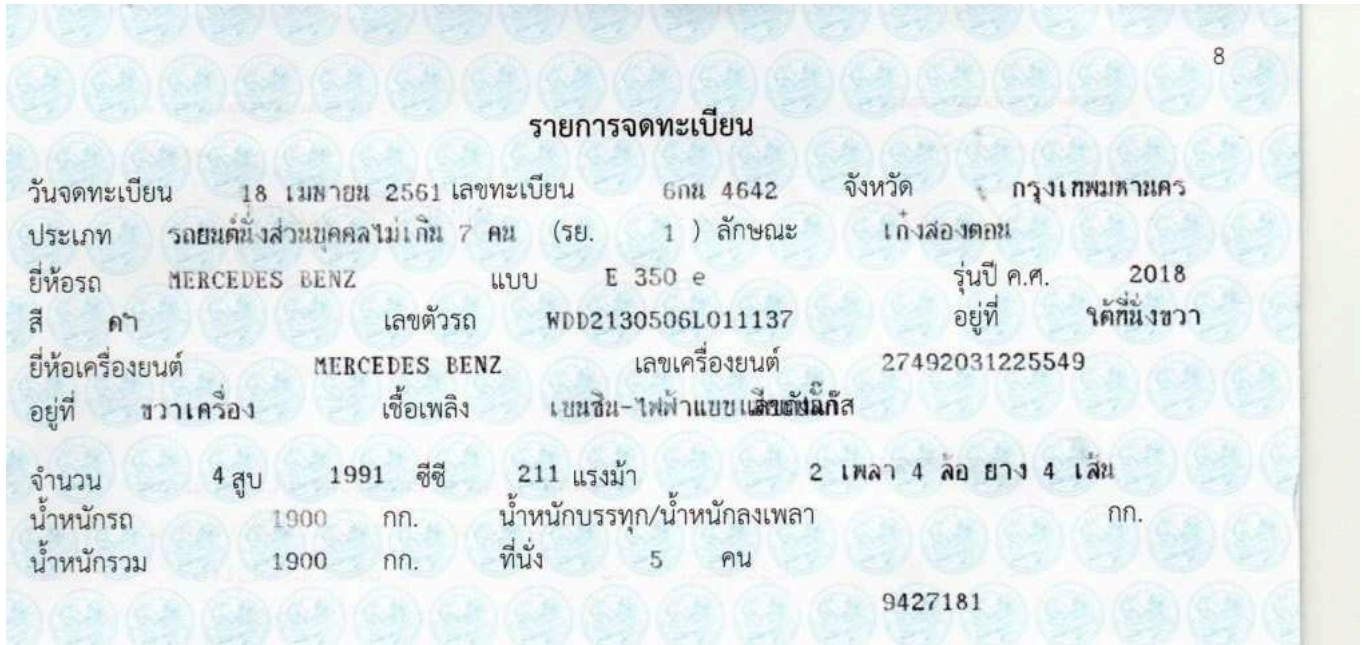 8
รายการจดทะเบียน
วันจดทะเบียน 18 เมษายน 2561 เลขทะเบียน 6กน 4642 จังหวัด กรุงเทพมหานคร
ประเภท รถยนต์นั่งส่วนบุคคลไม่เกิน 7 คน (รย. 1 ) ลักษณะ เก๋งสองตอน
ยี่ห้อรถ MERCEDES BENZ แบบ E 350 e รุ่นปี ค.ศ. 2018
สี ดำ เลขตัวรถ WDD2130506L011137 อยู่ที่ ใต้ที่นั่งขวา
ยี่ห้อเครื่องยนต์ MERCEDES BENZ เลขเครื่องยนต์ 27492031225549
อยู่ที่ ขวาเครื่อง เชื้อเพลิง เบนซิน-ไฟฟ้าแบบ
จำนวน 4 สูบ 1991 ซีซี 211 แรงม้า 2 เพลา 4 ล้อ ยาง 4 เส้น
น้ำหนักรถ 1900 กก. น้ำหนักบรรทุก/น้ำหนักลงเพลา กก.
น้ำหนักรวม 1900 กก. ที่นั่ง 5 คน
9427181